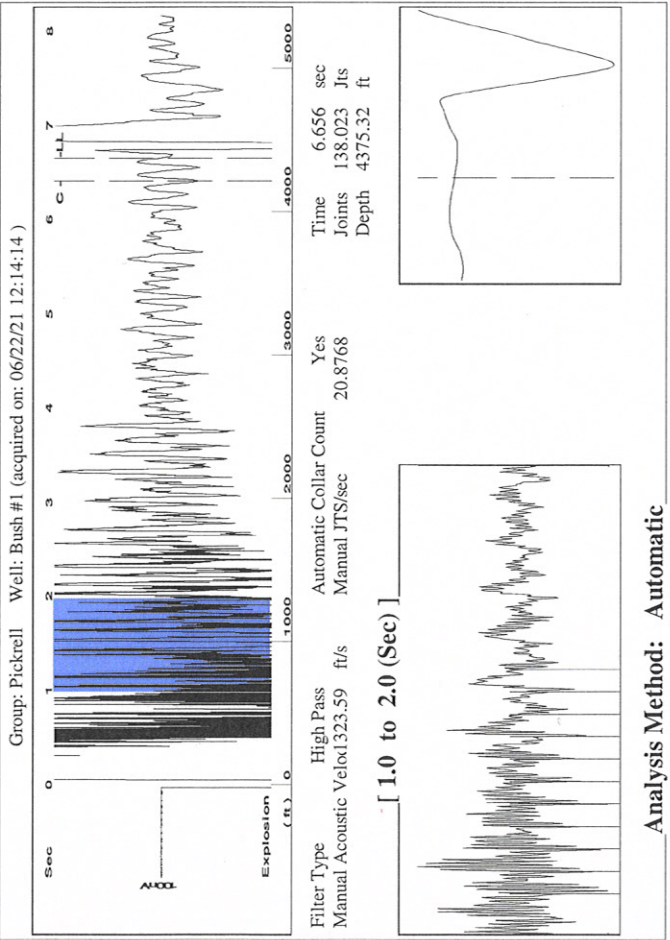 Group: Pickrell Well: Bush #1 (acquired on: 06/22/21 12:14:14 )
Sec 0 1 2 3 4 5 6 7 8
C LL
Explosion
( ft ) 0 1000 2000 3000 4000 5000
Filter Type High Pass Automatic Collar Count Yes Time 6.656 sec
Manual Acoustic Veloc1323.59 ft/s Manual JTS/sec 20.8768 Joints 138.023 Jts
Depth 4375.32 ft
[ 1.0 to 2.0 (Sec) ]
Analysis Method: Automatic